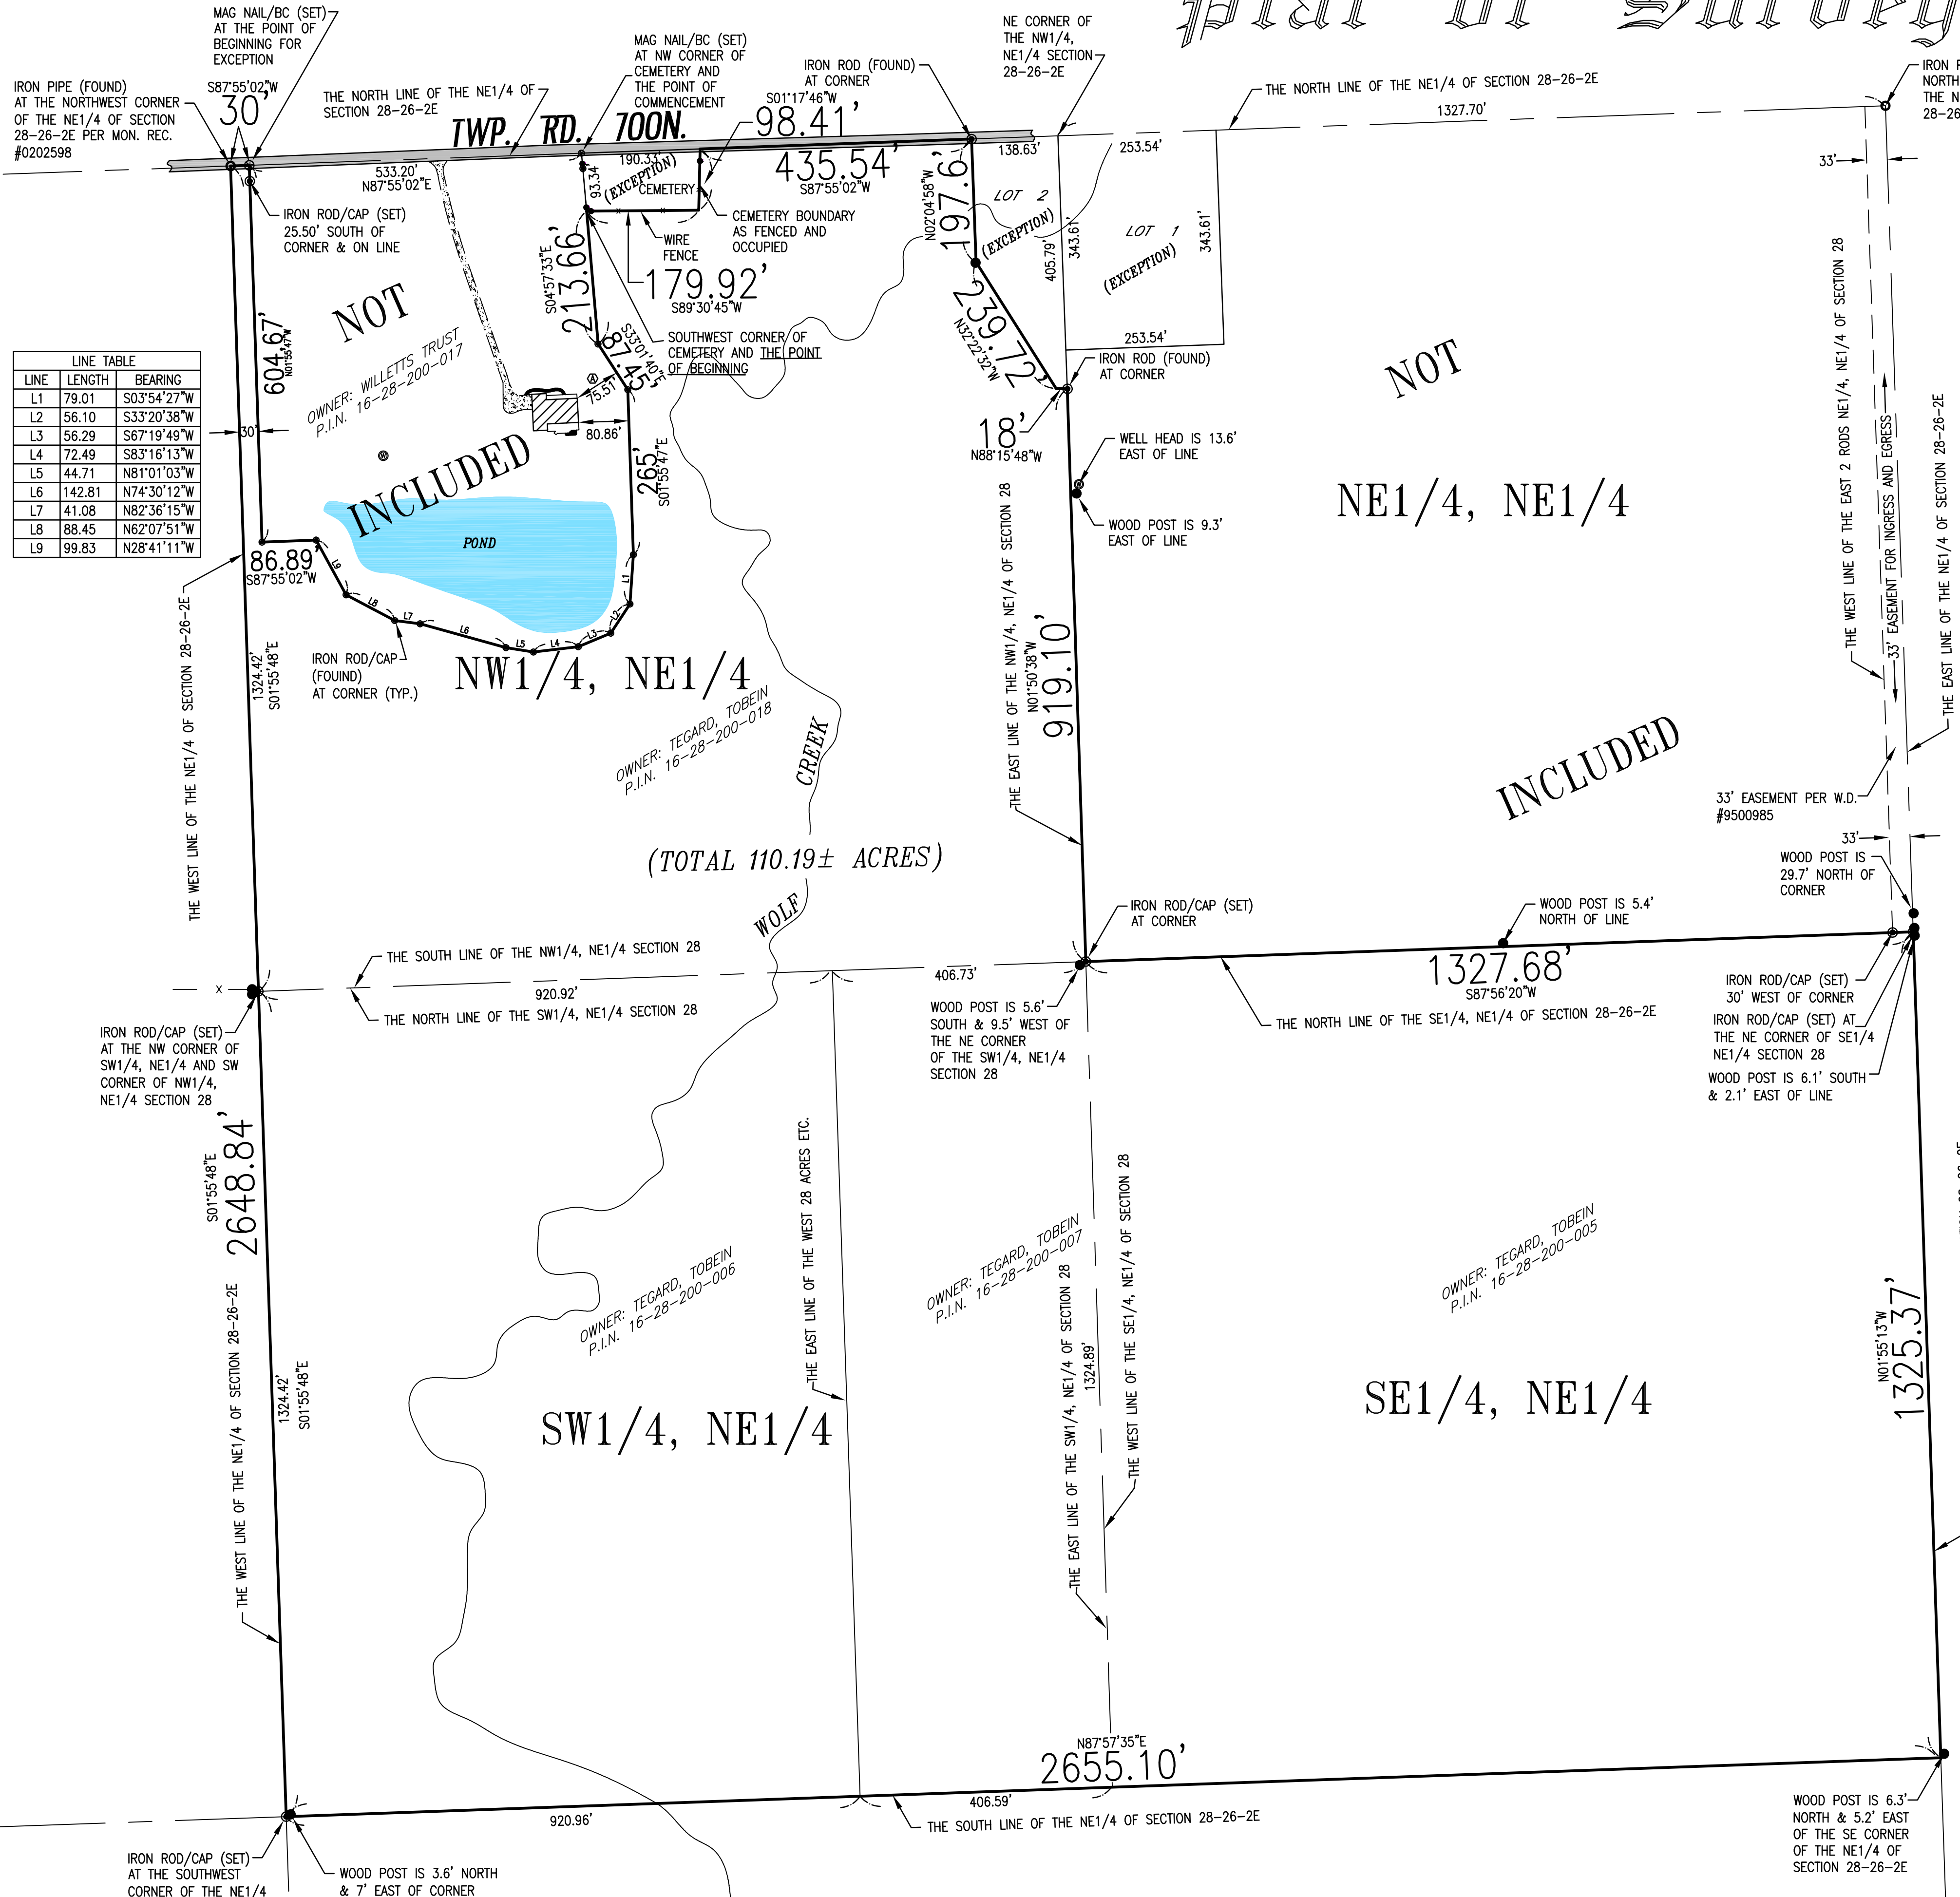 Plat of Survey
MAG NAIL/BC (SET)
AT THE POINT OF
BEGINNING FOR
EXCEPTION
IRON PIPE (FOUND)
AT THE NORTHWEST CORNER
OF THE NE1/4 OF SECTION
28-26-2E PER MON. REC.
#0202598
S87°55'02"W
30'
THE NORTH LINE OF THE NE1/4 OF
SECTION 28-26-2E
TWP. RD. 700N.
MAG NAIL/BC (SET)
AT NW CORNER OF
CEMETERY AND
THE POINT OF
COMMENCEMENT
IRON ROD (FOUND)
AT CORNER
S01°17'46"W
98.41'
NE CORNER OF
THE NW1/4,
NE1/4 SECTION
28-26-2E
THE NORTH LINE OF THE NE1/4 OF SECTION 28-26-2E
1327.70'
28-26
533.20'
N87°55'02"E
190.33'
(EXCEPTION)
CEMETERY
93.34'
435.54'
S87°55'02"W
138.63'
253.54'
33'
IRON ROD/CAP (SET)
25.50' SOUTH OF
CORNER & ON LINE
CEMETERY BOUNDARY
AS FENCED AND
OCCUPIED
WIRE
FENCE
179.92'
S89°30'45"W
N02°04'58"W
197.6'
LOT 2
(EXCEPTION)
405.79'
343.61'
LOT 1
(EXCEPTION)
343.61'
253.54'
S04°57'33"E
213.66'
S33°01'40"E
87.45'
SOUTHWEST CORNER OF
CEMETERY AND THE POINT
OF BEGINNING
239.72'
N32°22'32"W
IRON ROD (FOUND)
AT CORNER
NOT
INCLUDED
OWNER: WILLETTS TRUST
P.I.N. 16-28-200-017
604.67'
N01°55'47"W
30'
LINE TABLE
LINE LENGTH BEARING
L1 79.01 S03°54'27"W
L2 56.10 S33°20'38"W
L3 56.29 S67°19'49"W
L4 72.49 S83°16'13"W
L5 44.71 N81°01'03"W
L6 142.81 N74°30'12"W
L7 41.08 N82°36'15"W
L8 88.45 N62°07'51"W
L9 99.83 N28°41'11"W
A
75.51'
80.86'
W
265'
S01°55'47"E
18'
N88°15'48"W
WELL HEAD IS 13.6'
EAST OF LINE
WOOD POST IS 9.3'
EAST OF LINE
NOT
NE1/4, NE1/4
INCLUDED
THE WEST LINE OF THE EAST 2 RODS NE1/4, NE1/4 OF SECTION 28
33' EASEMENT FOR INGRESS AND EGRESS
THE EAST LINE OF THE NE1/4 OF SECTION 28-26-2E
POND
86.89'
S87°55'02"W
L9
L8
L7
L6
L5
L4
L3
L2
L1
IRON ROD/CAP
(FOUIND)
AT CORNER (TYP.)
NW1/4, NE1/4
OWNER: TEGARD, TOBEIN
P.I.N. 16-28-200-018
THE WEST LINE OF THE NE1/4 OF SECTION 28-26-2E
1324.42'
S01°55'48"E
THE EAST LINE OF THE NW1/4, NE1/4 OF SECTION 28
N01°50'38"W
919.10'
CREEK
(TOTAL 110.19± ACRES)
WOLF
33' EASEMENT PER W.D.
#9500985
33'
WOOD POST IS
29.7' NORTH OF
CORNER
IRON ROD/CAP (SET)
AT CORNER
WOOD POST IS 5.4'
NORTH OF LINE
THE SOUTH LINE OF THE NW1/4, NE1/4 SECTION 28
920.92'
406.73'
THE NORTH LINE OF THE SW1/4, NE1/4 SECTION 28
1327.68'
S87°56'20"W
THE NORTH LINE OF THE SE1/4, NE1/4 OF SECTION 28-26-2E
WOOD POST IS 5.6'
SOUTH & 9.5' WEST OF
THE NE CORNER
OF THE SW1/4, NE1/4
SECTION 28
IRON ROD/CAP (SET)
30' WEST OF CORNER
IRON ROD/CAP (SET) AT
THE NE CORNER OF SE1/4
NE1/4 SECTION 28
WOOD POST IS 6.1' SOUTH
& 2.1' EAST OF LINE
IRON ROD/CAP (SET)
AT THE NW CORNER OF
SW1/4, NE1/4 AND SW
CORNER OF NW1/4,
NE1/4 SECTION 28
S01°55'48"E
2648.84'
THE WEST LINE OF THE NE1/4 OF SECTION 28-26-2E
1324.42'
S01°55'48"E
OWNER: TEGARD, TOBEIN
P.I.N. 16-28-200-006
THE EAST LINE OF THE WEST 28 ACRES ETC.
OWNER: TEGARD, TOBEIN
P.I.N. 16-28-200-007
THE EAST LINE OF THE SW1/4, NE1/4 OF SECTION 28
1324.89'
THE WEST LINE OF THE SE1/4, NE1/4 OF SECTION 28
OWNER: TEGARD, TOBEIN
P.I.N. 16-28-200-005
N01°55'13"W
1325.37'
SW1/4, NE1/4
SE1/4, NE1/4
N87°57'35"E
2655.10'
920.96'
406.59'
THE SOUTH LINE OF THE NE1/4 OF SECTION 28-26-2E
WOOD POST IS 6.3'
NORTH & 5.2' EAST
OF THE SE CORNER
OF THE NE1/4 OF
SECTION 28-26-2E
IRON ROD/CAP (SET)
AT THE SOUTHWEST
CORNER OF THE NE1/4
WOOD POST IS 3.6' NORTH
& 7' EAST OF CORNER